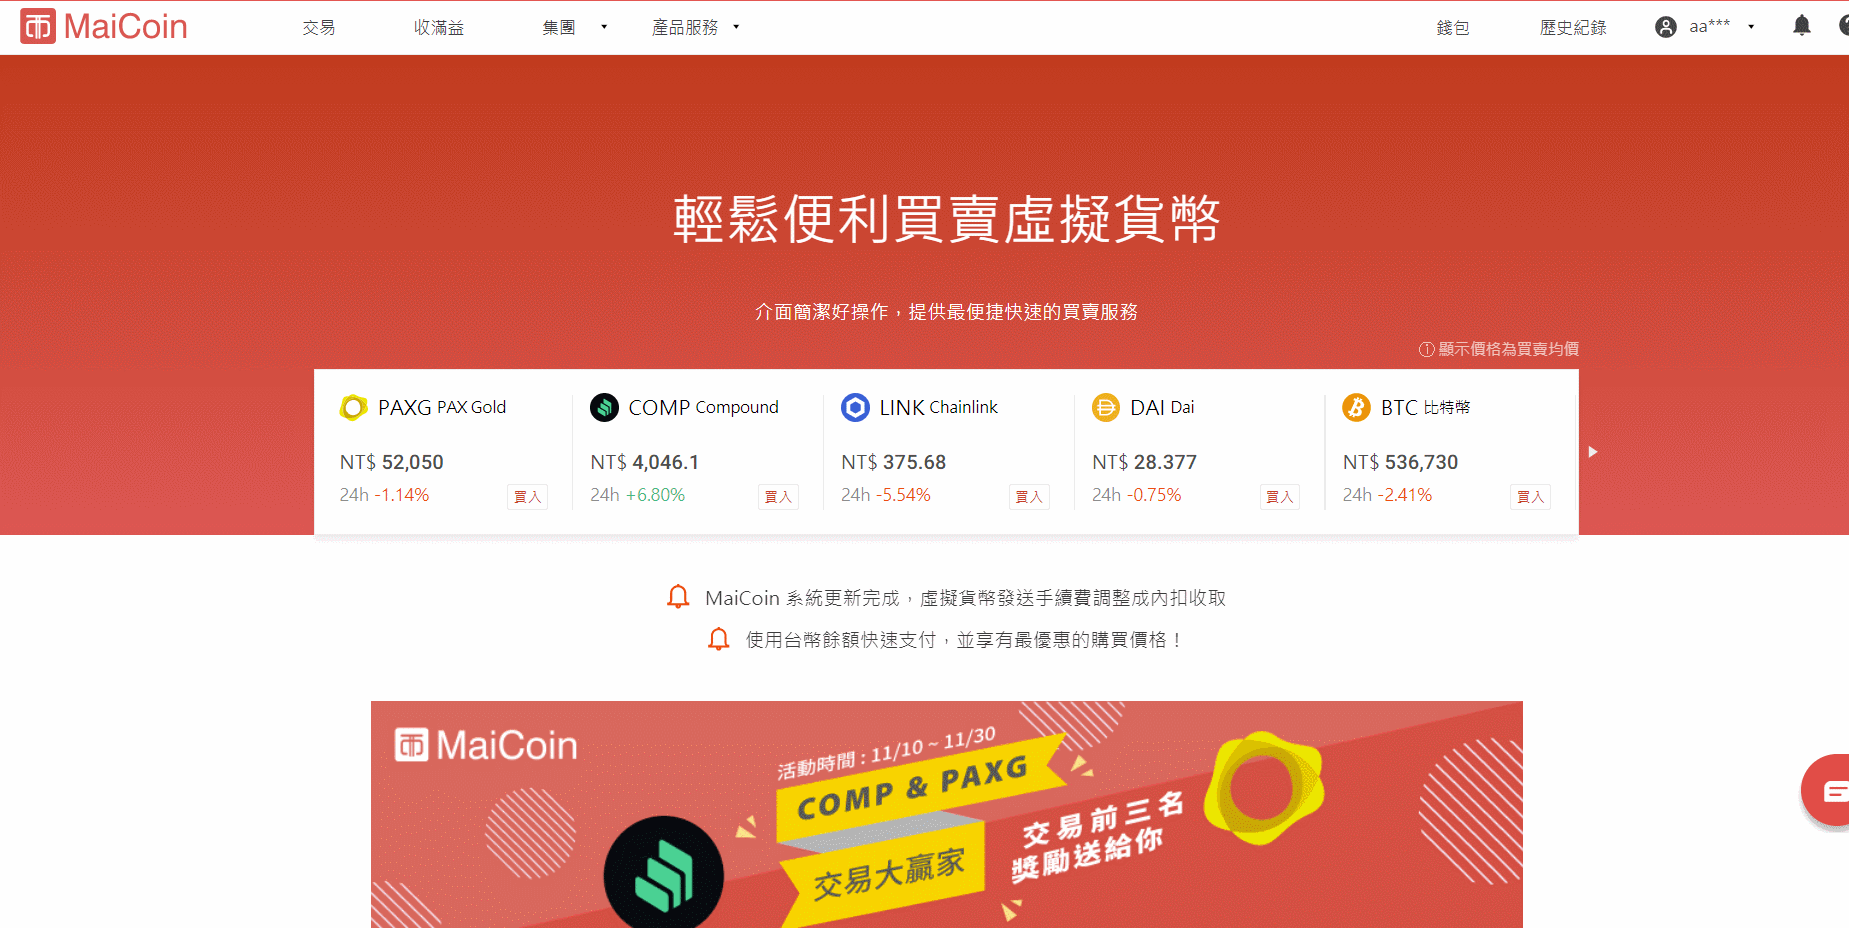 MaiCoin 交易 收滿益 集團 產品服務 錢包 歷史紀錄 aa***
輕鬆便利買賣虛擬貨幣
介面簡潔好操作，提供最便捷快速的買賣服務
顯示價格為買賣均價
PAXG PAX Gold
NT$ 52,050
24h -1.14% 買入
COMP Compound
NT$ 4,046.1
24h +6.80% 買入
LINK Chainlink
NT$ 375.68
24h -5.54% 買入
DAI Dai
NT$ 28.377
24h -0.75% 買入
BTC 比特幣
NT$ 536,730
24h -2.41% 買入
MaiCoin 系統更新完成，虛擬貨幣發送手續費調整成內扣收取
使用台幣餘額快速支付，並享有最優惠的購買價格！
MaiCoin
活動時間 : 11/10 ~ 11/30
COMP & PAXG
交易大贏家
交易前三名
獎勵送給你